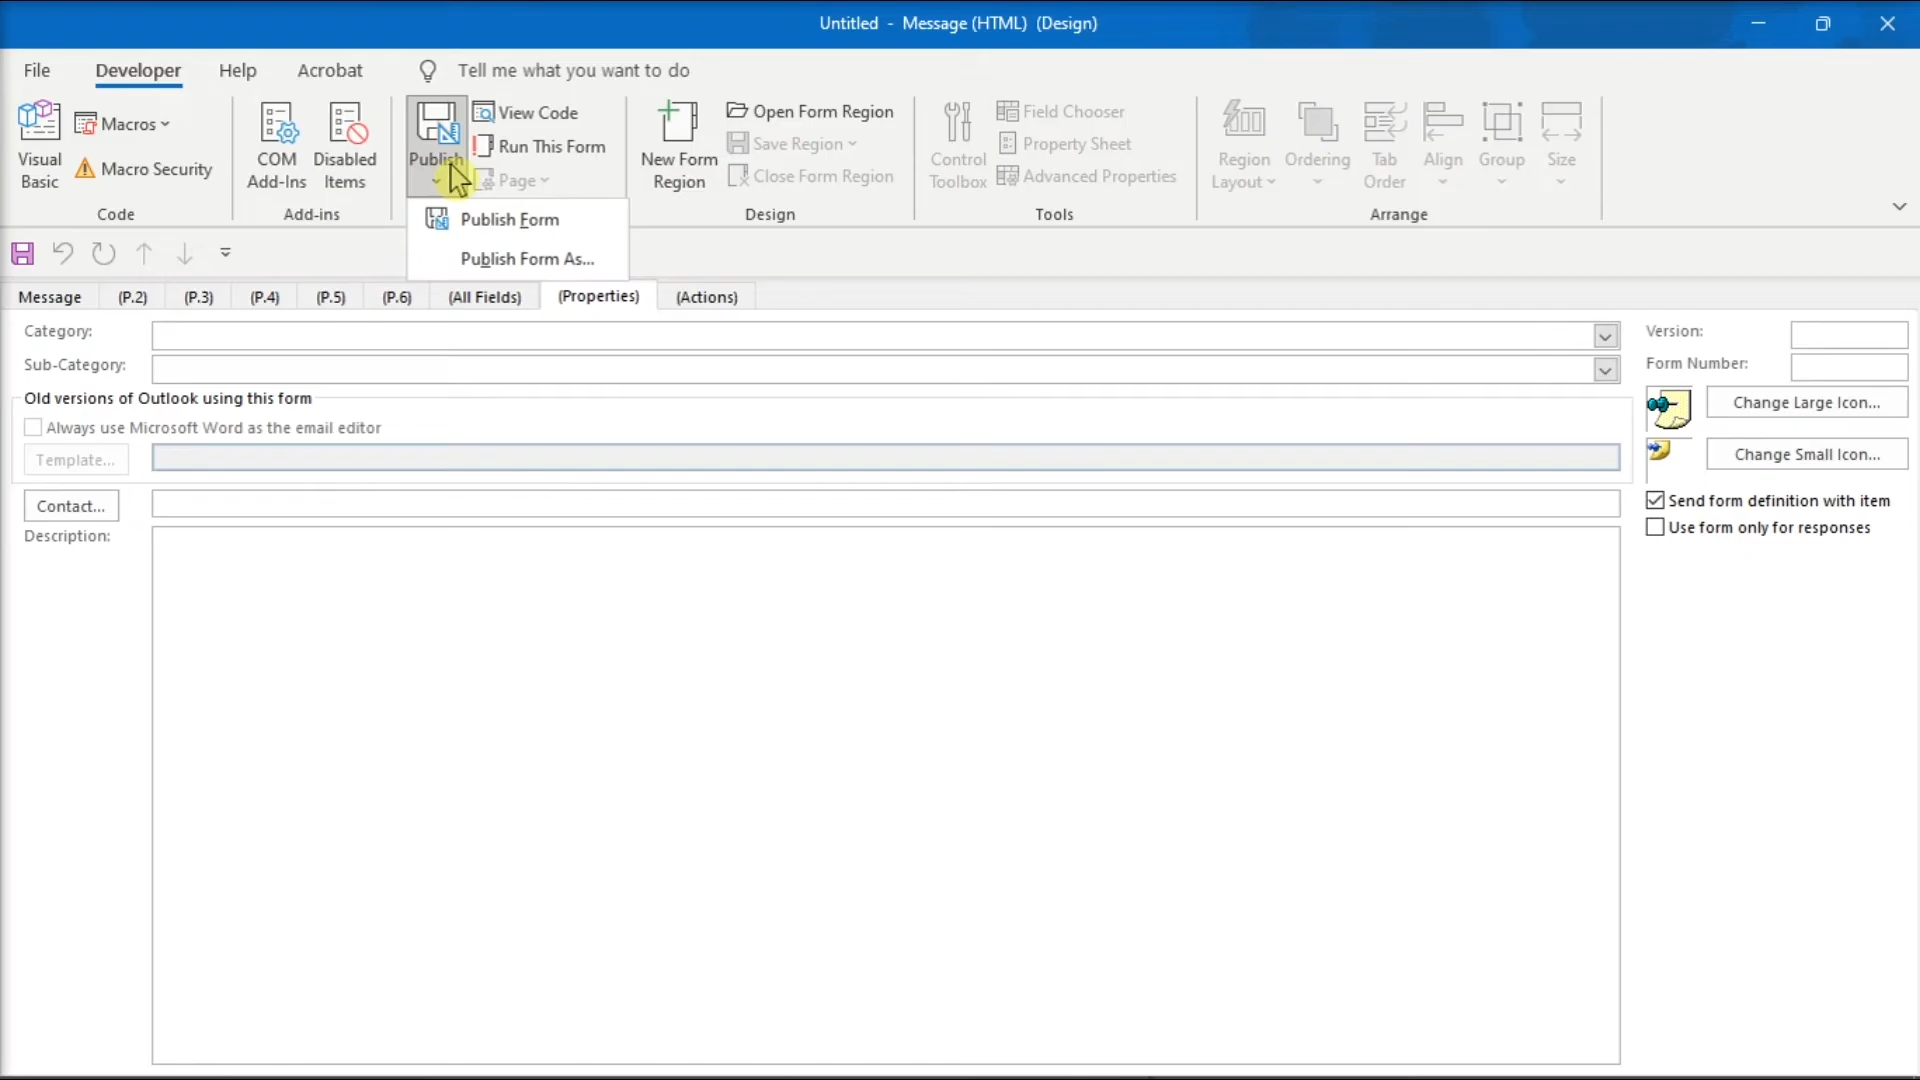 Untitled - Message (HTML) (Design)
File Developer Help Acrobat Tell me what you want to do
Visual Basic
Macros
Macro Security
Code
COM Add-Ins
Disabled Items
Add-ins
Publish
View Code
Run This Form
Page
Publish Form
Publish Form As...
New Form Region
Open Form Region
Save Region
Close Form Region
Design
Control Toolbox
Field Chooser
Property Sheet
Advanced Properties
Tools
Region Layout
Ordering
Tab Order
Align
Group
Size
Arrange
Message (P.2) (P.3) (P.4) (P.5) (P.6) (All Fields) (Properties) (Actions)
Category:
Version:
Sub-Category:
Form Number:
Old versions of Outlook using this form
Change Large Icon...
Always use Microsoft Word as the email editor
Template...
Change Small Icon...
Contact...
Send form definition with item
Description:
Use form only for responses